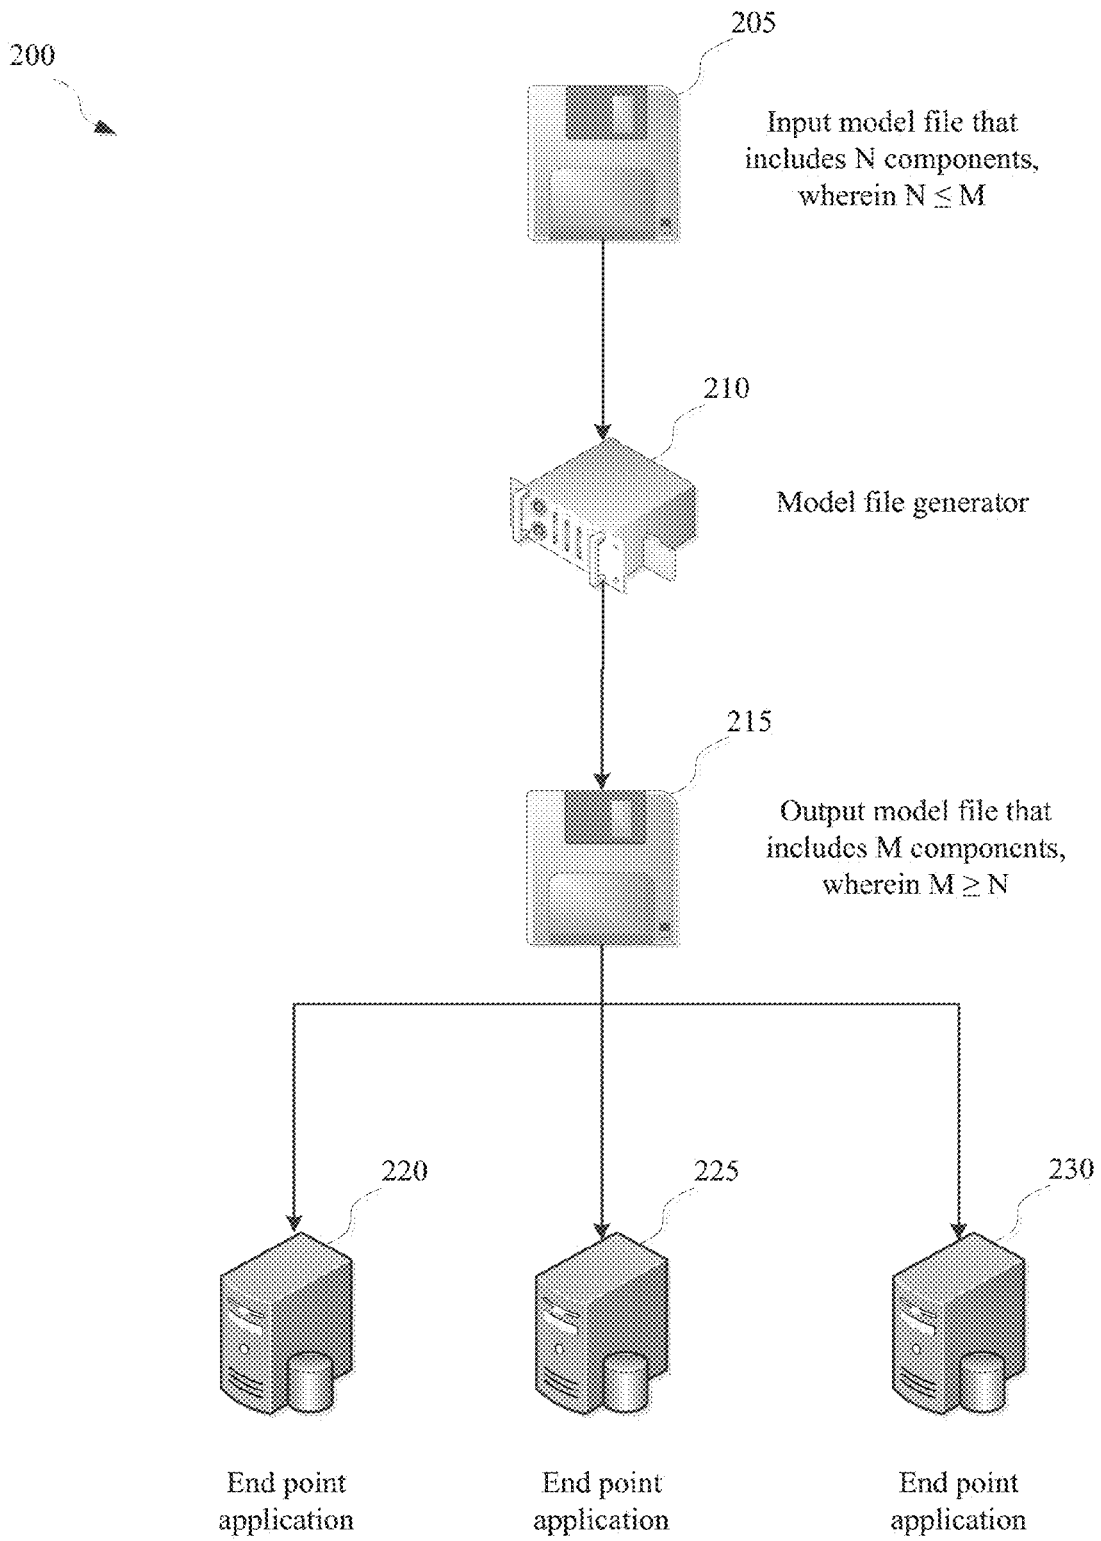 200
205
Input model file that
includes N components,
wherein N ≤ M
210
Model file generator
215
Output model file that
includes M components,
wherein M ≥ N
220
225
230
End point
application
End point
application
End point
application